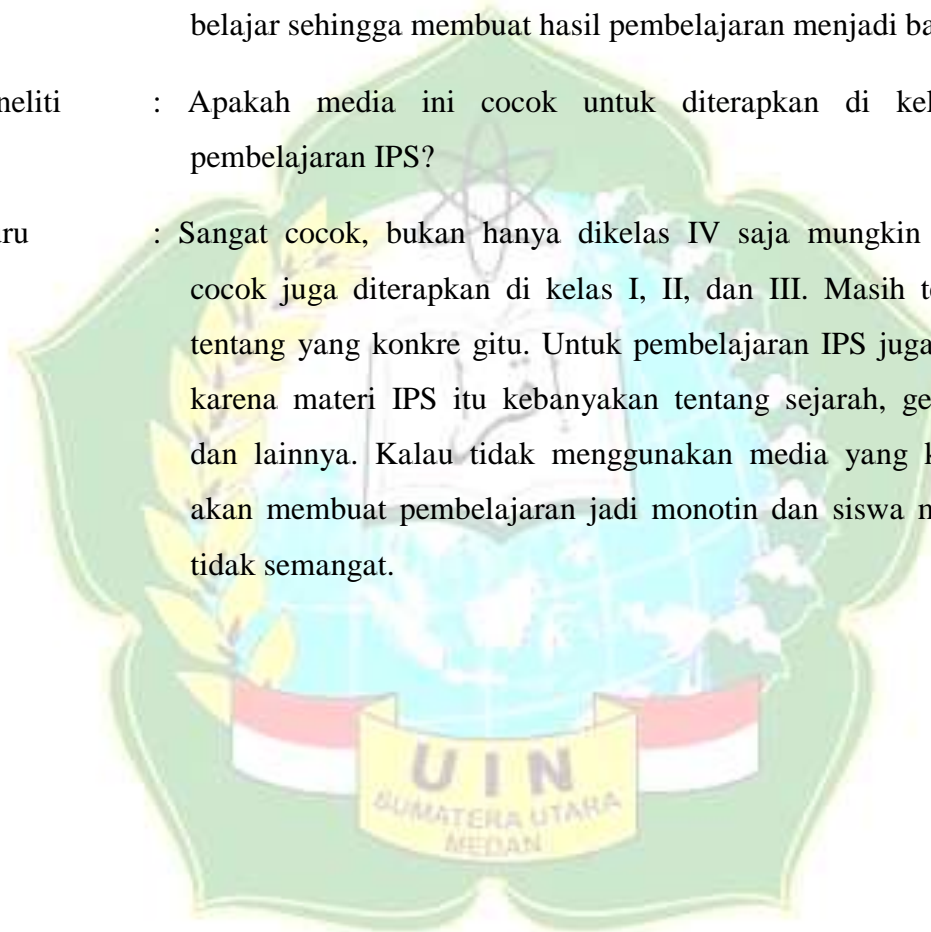 belajar sehingga membuat hasil pembelajaran menjadi ba
neliti : Apakah media ini cocok untuk diterapkan di kel
pembelajaran IPS?
ru : Sangat cocok, bukan hanya dikelas IV saja mungkin
cocok juga diterapkan di kelas I, II, dan III. Masih t
tentang yang konkre gitu. Untuk pembelajaran IPS juga
karena materi IPS itu kebanyakan tentang sejarah, ge
dan lainnya. Kalau tidak menggunakan media yang k
akan membuat pembelajaran jadi monotin dan siswa m
tidak semangat.
UIN
SUMATERA UTARA
MEDAN